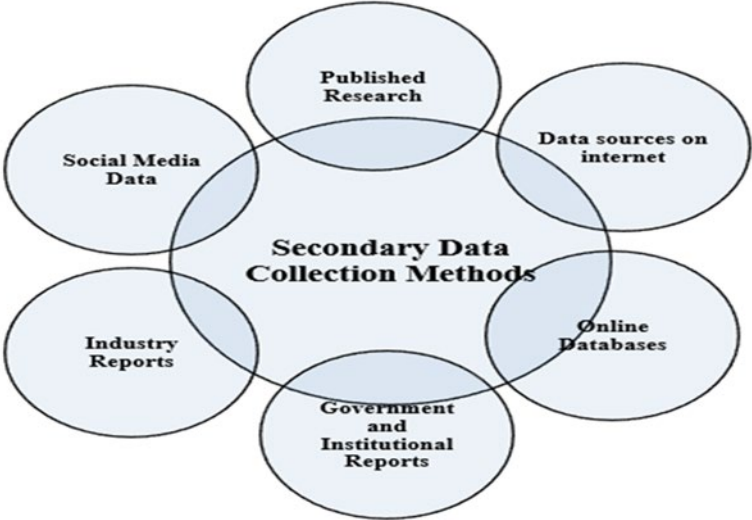 Published
Research
Data sources on
internet
Social Media
Data
Secondary Data
Collection Methods
Online
Databases
Industry
Reports
Government
and
Institutional
Reports